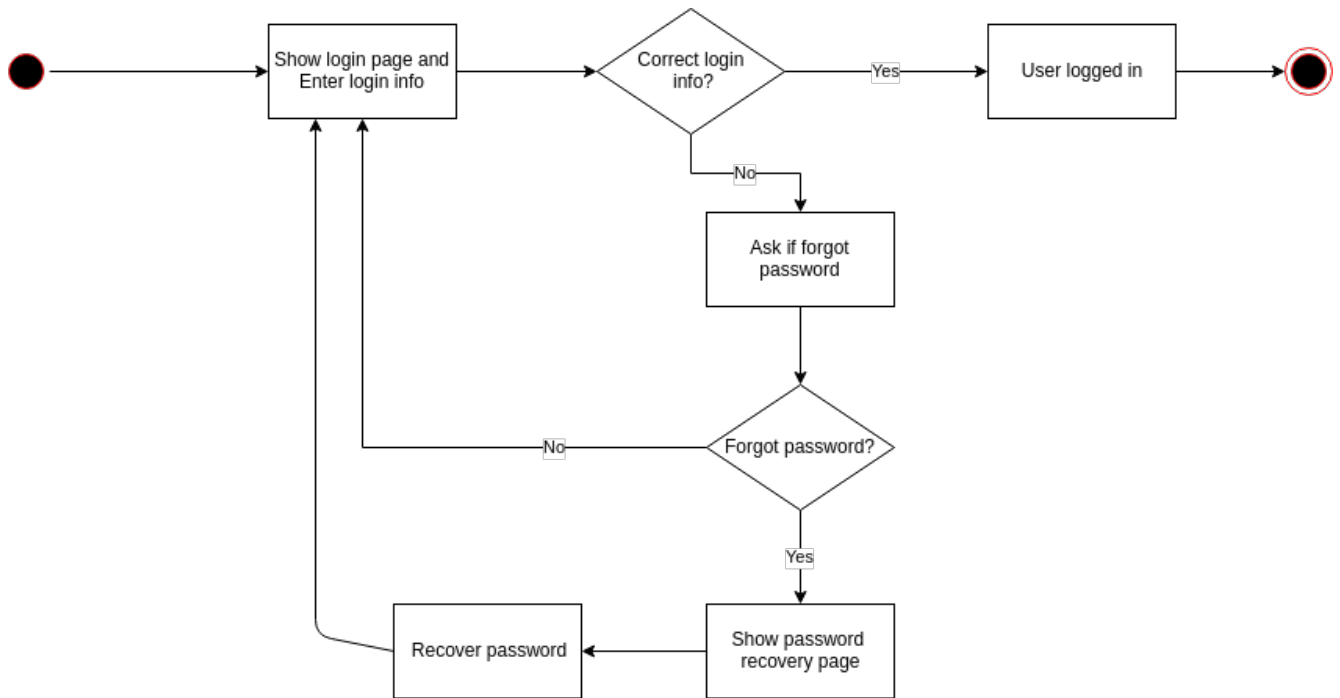 Show login page and
Enter login info
Correct login
info?
Yes
User logged in
No
Ask if forgot
password
Forgot password?
No
Yes
Show password
recovery page
Recover password